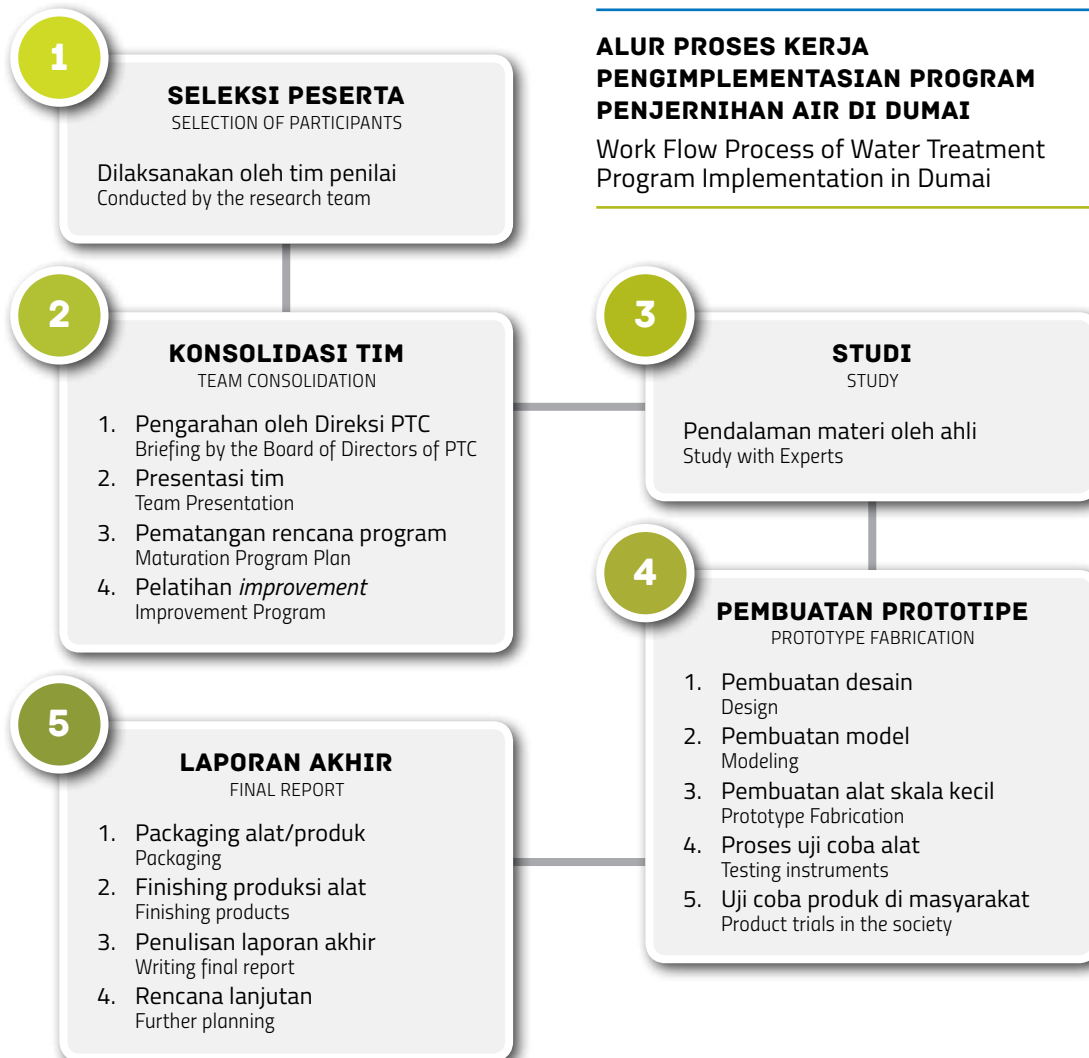 ALUR PROSES KERJA
PENGIMPLEMENTASIAN PROGRAM
PENJERNIHAN AIR DI DUMAI
Work Flow Process of Water Treatment
Program Implementation in Dumai
1
SELEKSI PESERTA
SELECTION OF PARTICIPANTS
Dilaksanakan oleh tim penilai
Conducted by the research team
2
KONSOLIDASI TIM
TEAM CONSOLIDATION
1. Pengarahan oleh Direksi PTC
Briefing by the Board of Directors of PTC
2. Presentasi tim
Team Presentation
3. Pematangan rencana program
Maturation Program Plan
4. Pelatihan improvement
Improvement Program
3
STUDI
STUDY
Pendalaman materi oleh ahli
Study with Experts
4
PEMBUATAN PROTOTIPE
PROTOTYPE FABRICATION
1. Pembuatan desain
Design
2. Pembuatan model
Modeling
3. Pembuatan alat skala kecil
Prototype Fabrication
4. Proses uji coba alat
Testing instruments
5. Uji coba produk di masyarakat
Product trials in the society
5
LAPORAN AKHIR
FINAL REPORT
1. Packaging alat/produk
Packaging
2. Finishing produksi alat
Finishing products
3. Penulisan laporan akhir
Writing final report
4. Rencana lanjutan
Further planning